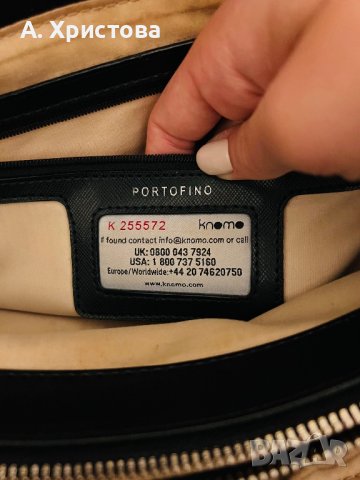 А. Христова
PORTOFINO
K 255572 knomo
f found contact info@knomo.com or call
UK: 0800 043 7924
USA: 1 800 737 5160
Europe/Worldwide:+44 20 74620750
www.knomo.com
BAZAR